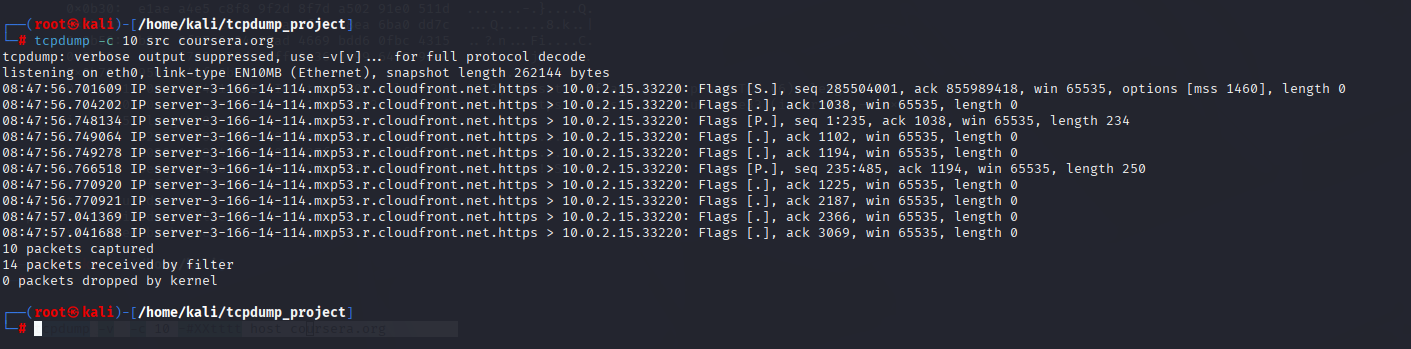 ┌──(root㉿kali)-[/home/kali/tcpdump_project]
└─# tcpdump -c 10 src coursera.org
tcpdump: verbose output suppressed, use -v[v]... for full protocol decode
listening on eth0, link-type EN10MB (Ethernet), snapshot length 262144 bytes
08:47:56.701609 IP server-3-166-14-114.mxp53.r.cloudfront.net.https > 10.0.2.15.33220: Flags [S.], seq 285504001, ack 855989418, win 65535, options [mss 1460], length 0
08:47:56.704202 IP server-3-166-14-114.mxp53.r.cloudfront.net.https > 10.0.2.15.33220: Flags [.], ack 1038, win 65535, length 0
08:47:56.748134 IP server-3-166-14-114.mxp53.r.cloudfront.net.https > 10.0.2.15.33220: Flags [P.], seq 1:235, ack 1038, win 65535, length 234
08:47:56.749064 IP server-3-166-14-114.mxp53.r.cloudfront.net.https > 10.0.2.15.33220: Flags [.], ack 1102, win 65535, length 0
08:47:56.749278 IP server-3-166-14-114.mxp53.r.cloudfront.net.https > 10.0.2.15.33220: Flags [.], ack 1194, win 65535, length 0
08:47:56.766518 IP server-3-166-14-114.mxp53.r.cloudfront.net.https > 10.0.2.15.33220: Flags [P.], seq 235:485, ack 1194, win 65535, length 250
08:47:56.770920 IP server-3-166-14-114.mxp53.r.cloudfront.net.https > 10.0.2.15.33220: Flags [.], ack 1225, win 65535, length 0
08:47:56.770921 IP server-3-166-14-114.mxp53.r.cloudfront.net.https > 10.0.2.15.33220: Flags [.], ack 2187, win 65535, length 0
08:47:57.041369 IP server-3-166-14-114.mxp53.r.cloudfront.net.https > 10.0.2.15.33220: Flags [.], ack 2366, win 65535, length 0
08:47:57.041688 IP server-3-166-14-114.mxp53.r.cloudfront.net.https > 10.0.2.15.33220: Flags [.], ack 3069, win 65535, length 0
10 packets captured
14 packets received by filter
0 packets dropped by kernel
┌──(root㉿kali)-[/home/kali/tcpdump_project]
└─# host coursera.org